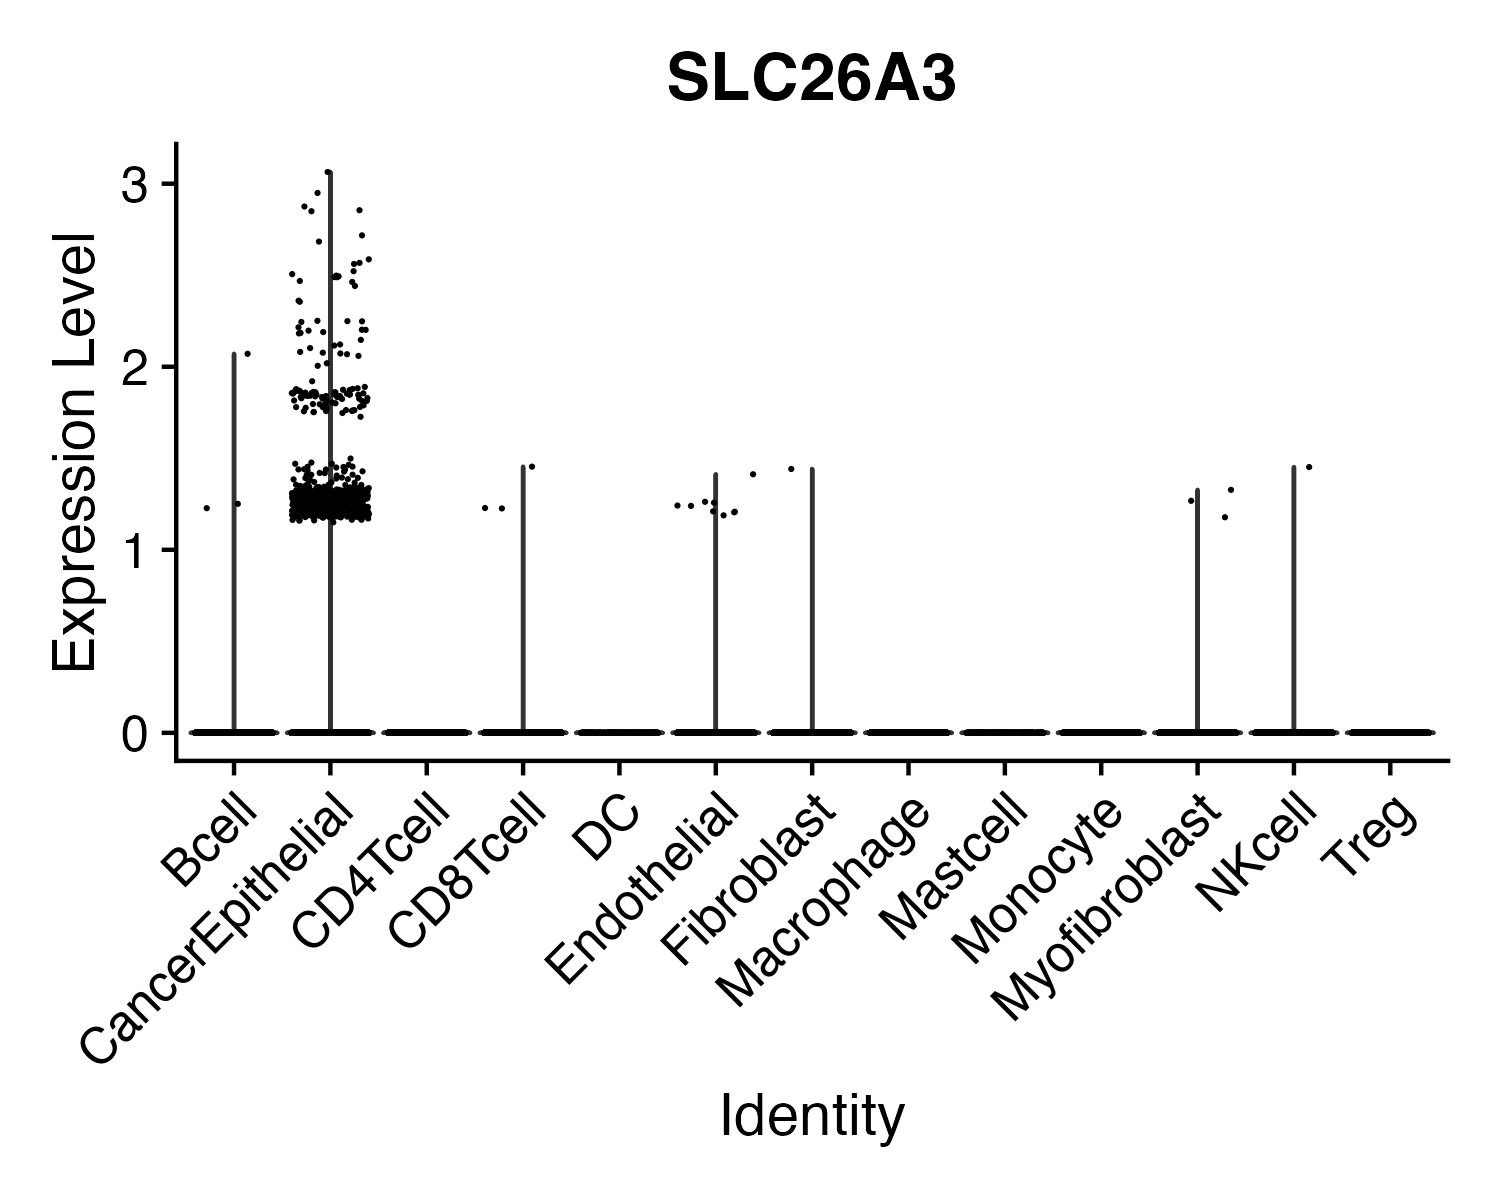 SLC26A3
Expression Level
3
2
1
0
Bcell
CancerEpithelial
CD4Tcell
CD8Tcell
DC
Endothelial
Fibroblast
Macrophage
Mastcell
Monocyte
Myofibroblast
NKcell
Treg
Identity